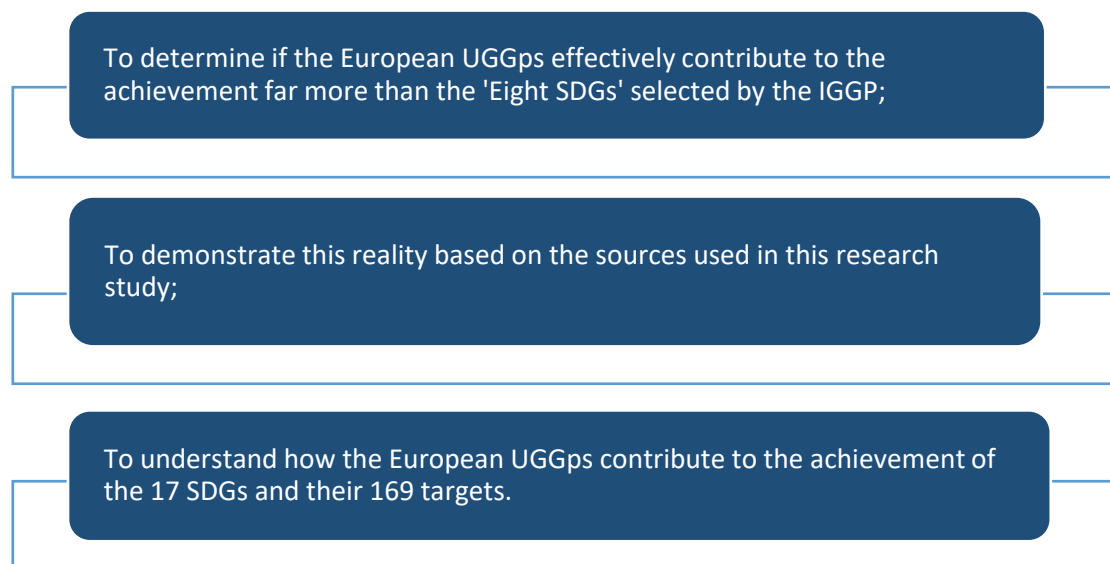 To determine if the European UGGps effectively contribute to the
achievement far more than the 'Eight SDGs' selected by the IGGP;
To demonstrate this reality based on the sources used in this research
study;
To understand how the European UGGps contribute to the achievement of
the 17 SDGs and their 169 targets.